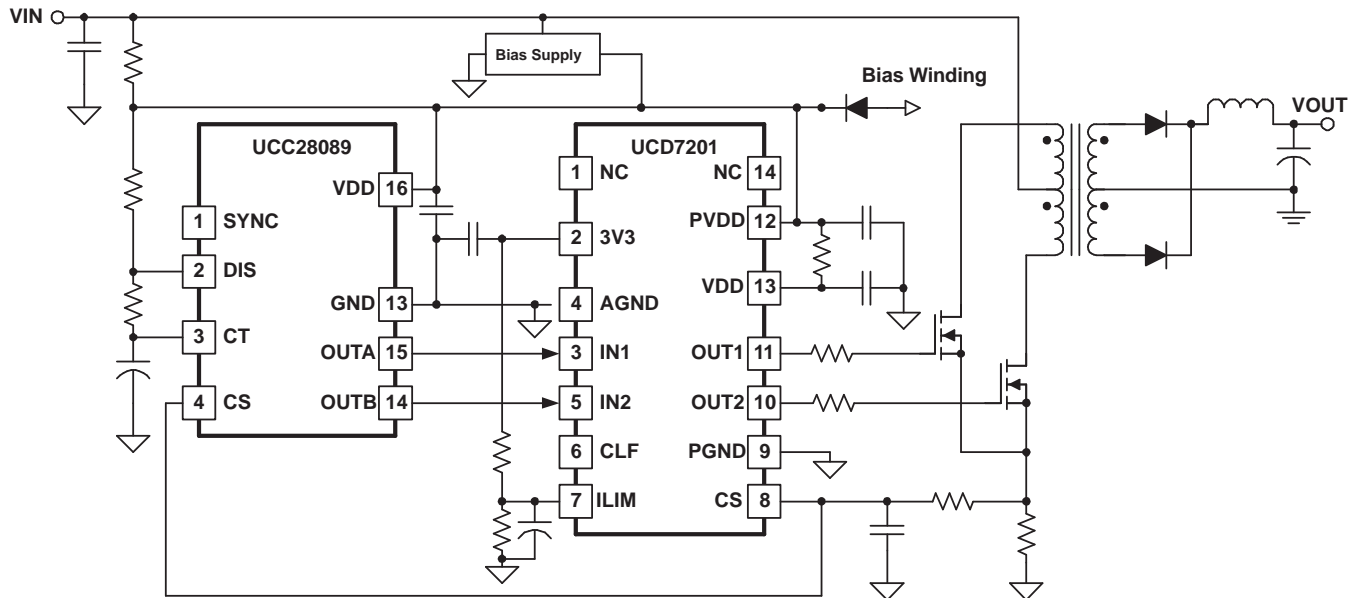 VIN
Bias Supply
Bias Winding
VOUT
UCC28089
VDD 16
1 SYNC
2 DIS
GND 13
3 CT
OUTA 15
4 CS
OUTB 14
UCD7201
1 NC
NC 14
2 3V3
PVDD 12
VDD 13
4 AGND
3 IN1
OUT1 11
5 IN2
OUT2 10
6 CLF
PGND 9
7 ILIM
CS 8